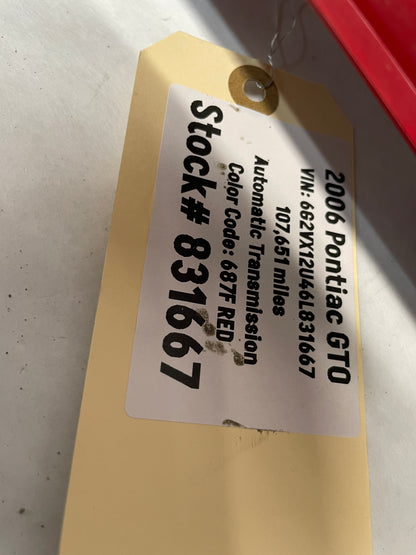 2006 Pontiac GTO
VIN: 6G2VX12U46L831667
107,651 miles
Automatic Transmission
Color Code: 687F RED
Stock# 831667